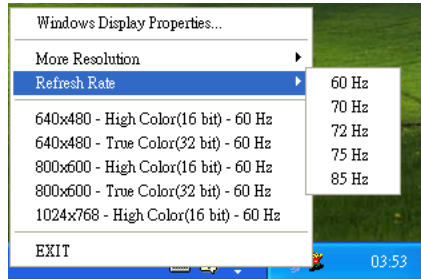 Windows Display Properties...
More Resolution
Refresh Rate
640x480 - High Color(16 bit) - 60 Hz
640x480 - True Color(32 bit) - 60 Hz
800x600 - High Color(16 bit) - 60 Hz
800x600 - True Color(32 bit) - 60 Hz
1024x768 - High Color(16 bit) - 60 Hz
EXIT
60 Hz
70 Hz
72 Hz
75 Hz
85 Hz
03:53